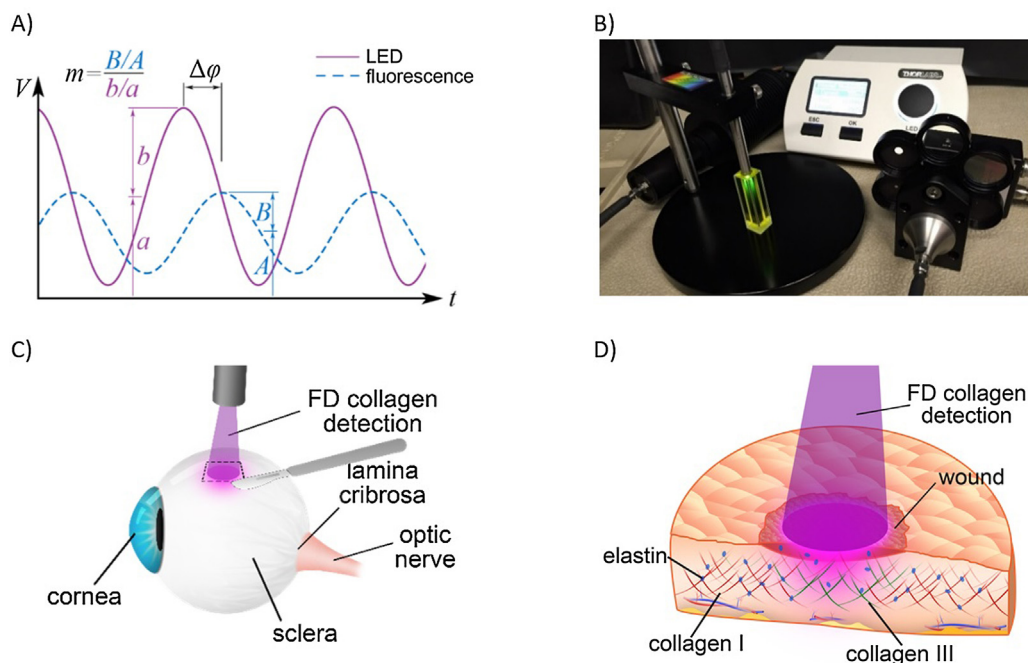 A)
m = B/A
b/a
Δφ
LED
fluorescence
V
b
a
B
A
t
B)
THORLABS
ESC
OK
LED
C)
FD collagen
detection
lamina
cribrosa
optic
nerve
cornea
sclera
D)
FD collagen
detection
wound
elastin
collagen I
collagen III